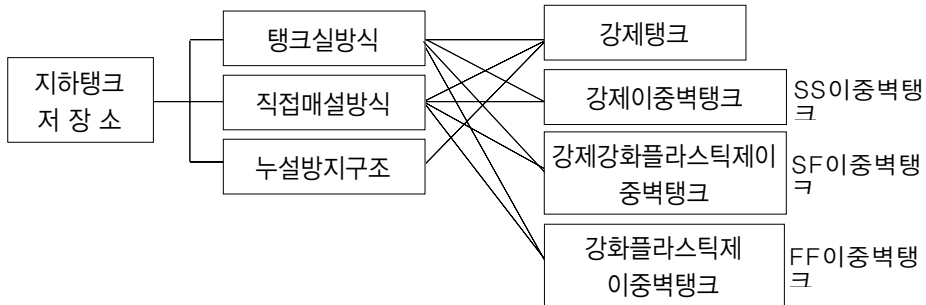 지하탱크
저 장 소
탱크실방식
직접매설방식
누설방지구조
강제탱크
강제이중벽탱크
SS이중벽탱
크
강제강화플라스틱제이
중벽탱크
SF이중벽탱
크
강화플라스틱제
이중벽탱크
FF이중벽탱
크